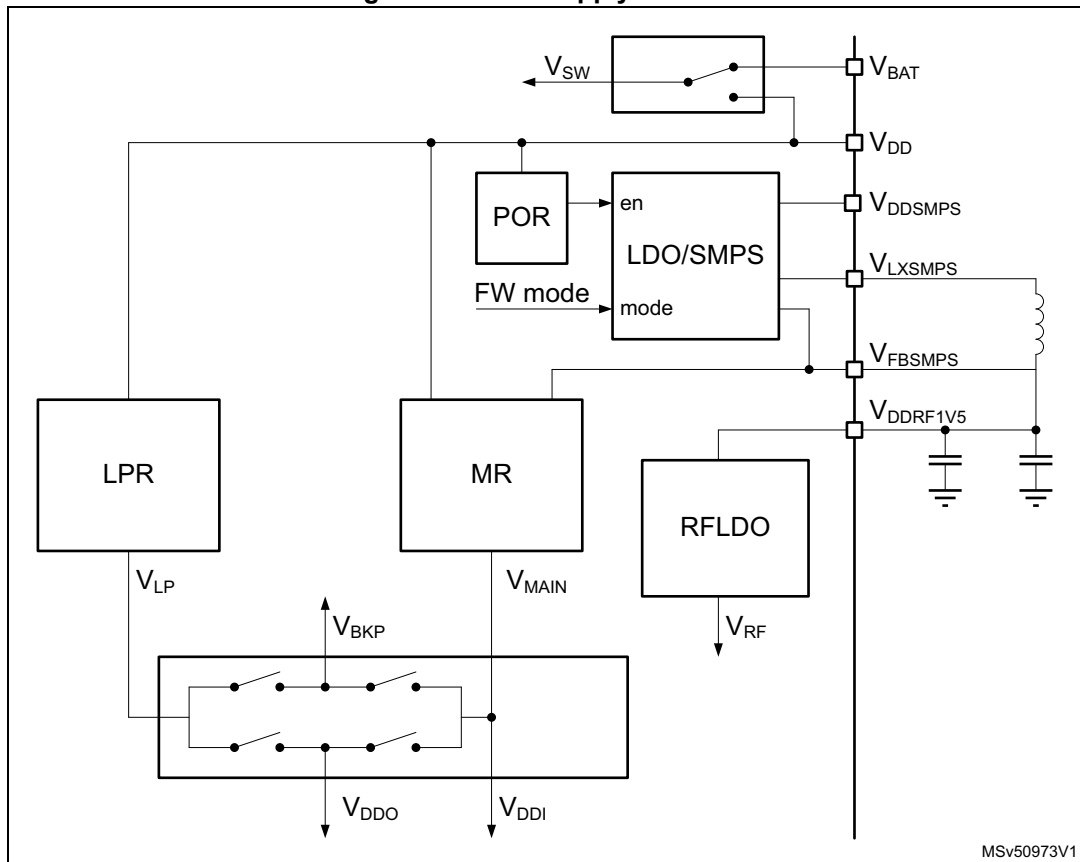 V_SW
V_BAT
V_DD
POR
en
LDO/SMPS
V_DDSMPS
V_LXSMPS
FW mode
mode
V_FBSMPS
V_DDRF1V5
LPR
MR
RFLDO
V_LP
V_MAIN
V_BKP
V_RF
V_DDO
V_DDI
MSv50973V1